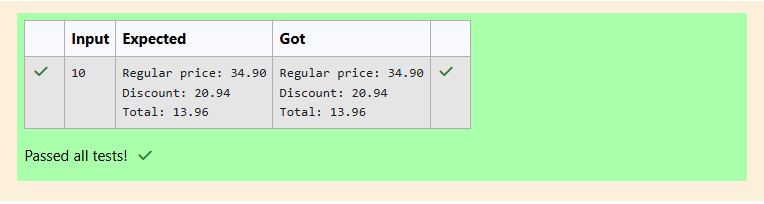 Input Expected Got
10 Regular price: 34.90 Regular price: 34.90
Discount: 20.94 Discount: 20.94
Total: 13.96 Total: 13.96
Passed all tests!